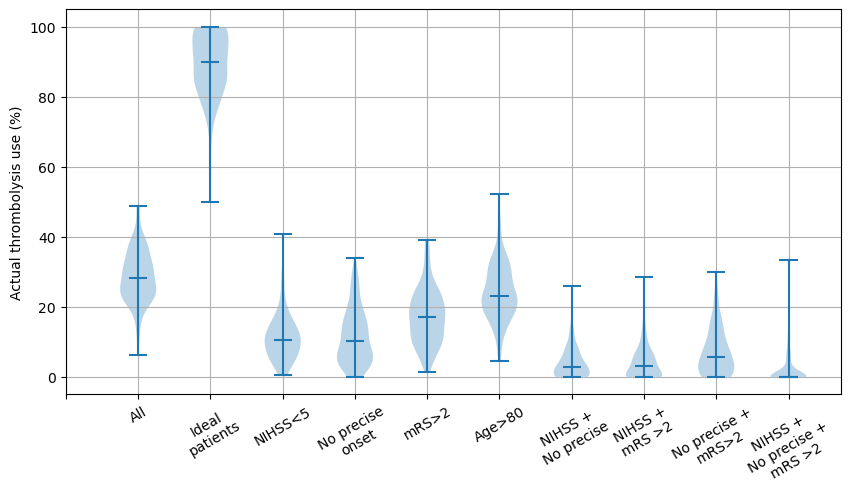 Actual thrombolysis use (%)
100
80
60
40
20
0
All
Ideal
patients
NIHSS<5
No precise
onset
mRS>2
Age>80
NIHSS +
No precise
NIHSS +
mRS >2
No precise +
mRS>2
NIHSS +
No precise +
mRS >2